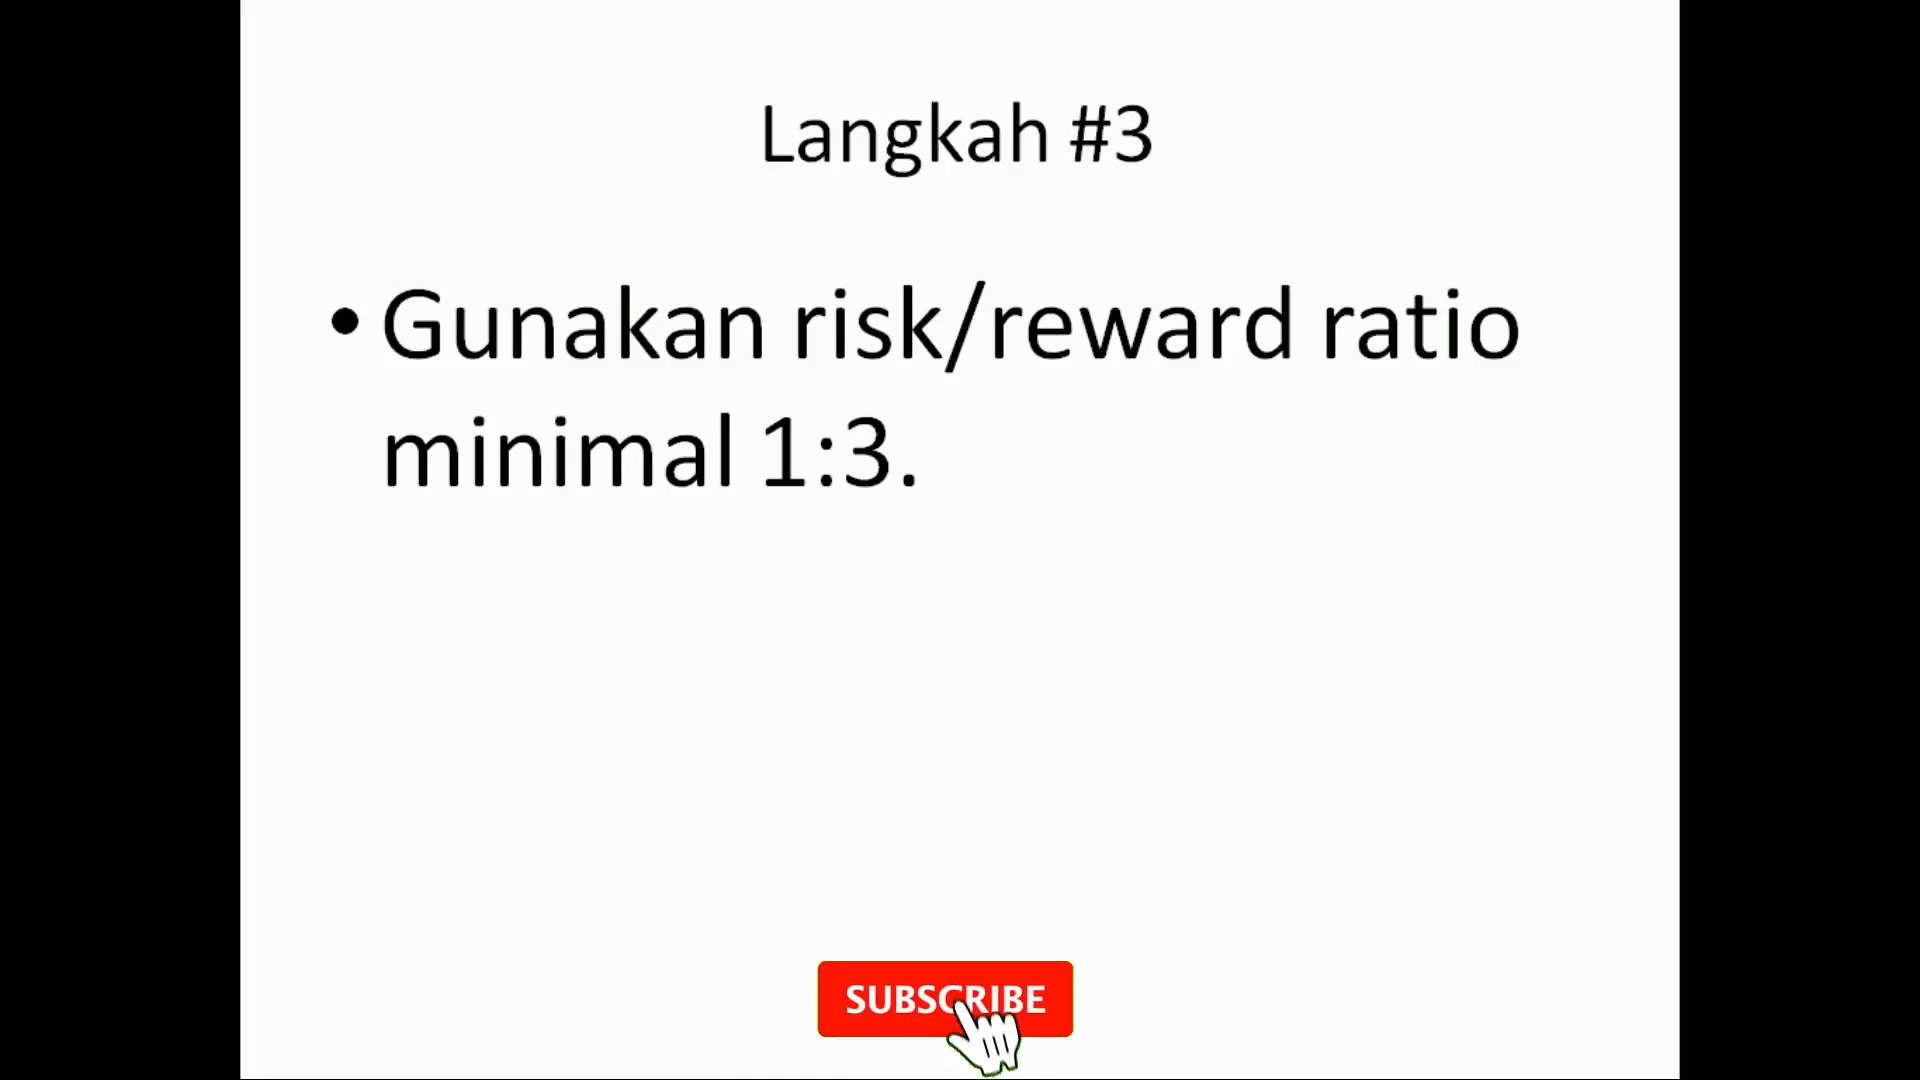 Langkah #3
• Gunakan risk/reward ratio
minimal 1:3.
SUBSCRIBE